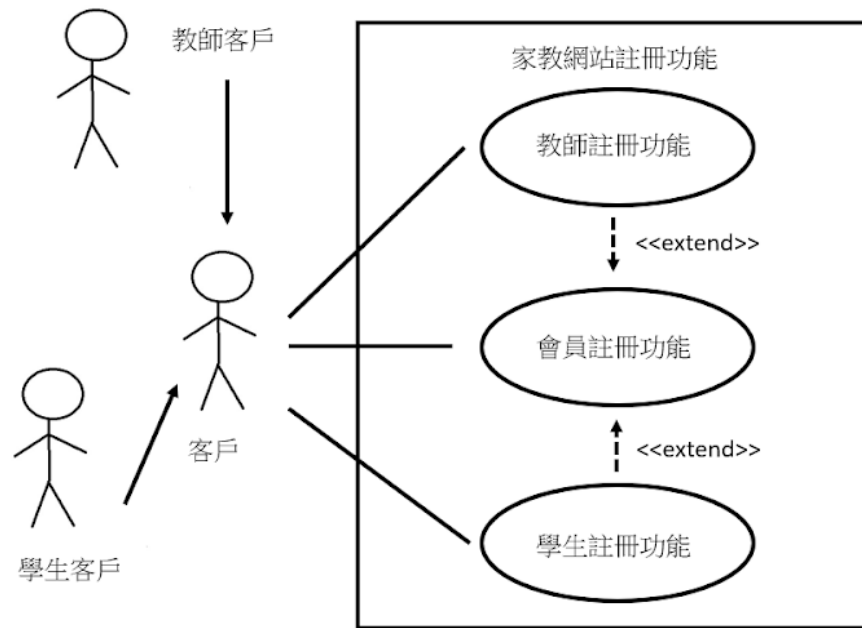 教師客戶
家教網站註冊功能
教師註冊功能
<<extend>>
會員註冊功能
客戶
<<extend>>
學生註冊功能
學生客戶